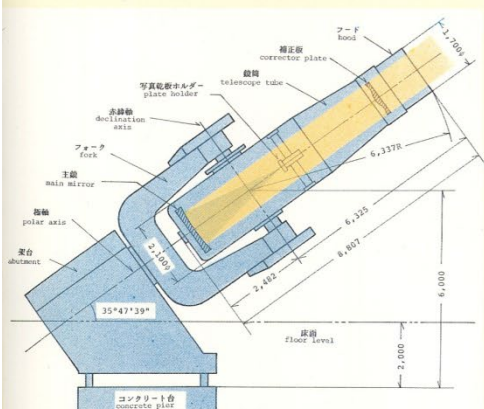 フード
hood
1,700φ
補正板
corrector plate
鏡筒
telescope tube
写真乾板ホルダー
plate holder
赤緯軸
declination
axis
フォーク
fork
主鏡
main mirror
極軸
polar axis
架台
abutment
6,337R
6,325
8,807
2,482
2,100φ
6,000
35°47'39"
床面
floor level
2,000
コンクリート台
concrete pier